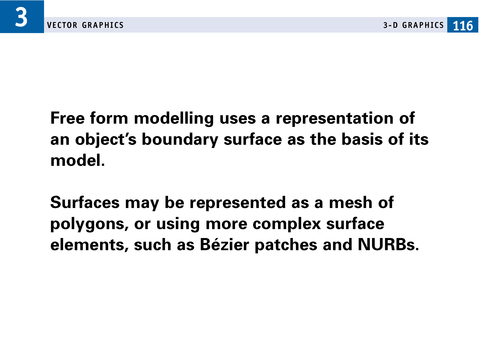 3
VECTOR GRAPHICS
3-D GRAPHICS 116
Free form modelling uses a representation of
an object’s boundary surface as the basis of its
model.
Surfaces may be represented as a mesh of
polygons, or using more complex surface
elements, such as Bézier patches and NURBs.